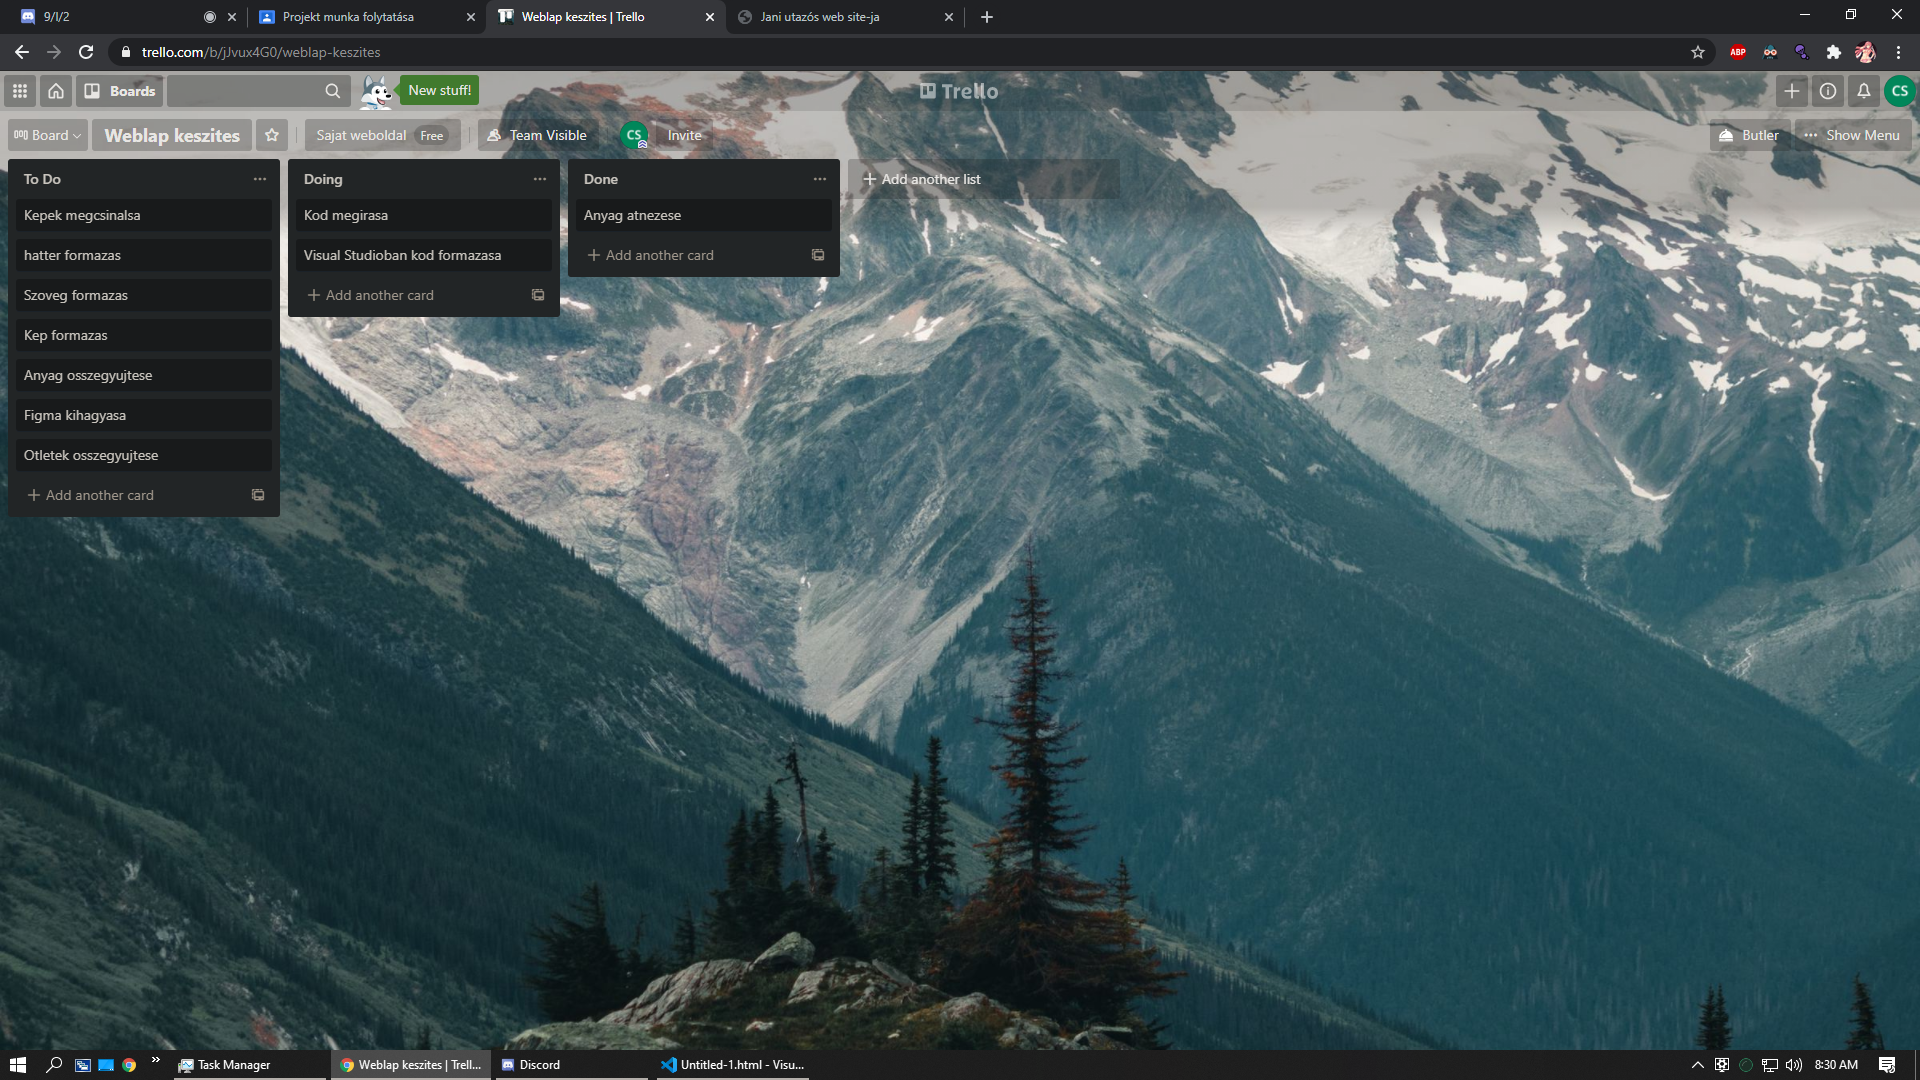 9/I/2
Projekt munka folytatása
Weblap keszites | Trello
Jani utazós web site-ja
trello.com/b/jJvux4G0/weblap-keszites
ABP
Boards
New stuff!
Trello
CS
Board
Weblap keszites
Sajat weboldal Free
Team Visible
CS
Invite
Butler
Show Menu
To Do
Kepek megcsinalsa
hatter formazas
Szoveg formazas
Kep formazas
Anyag osszegyujtese
Figma kihagyasa
Otletek osszegyujtese
Add another card
Doing
Kod megirasa
Visual Studioban kod formazasa
Add another card
Done
Anyag atnezese
Add another card
Add another list
Task Manager
Weblap keszites | Trell...
Discord
Untitled-1.html - Visu...
8:30 AM